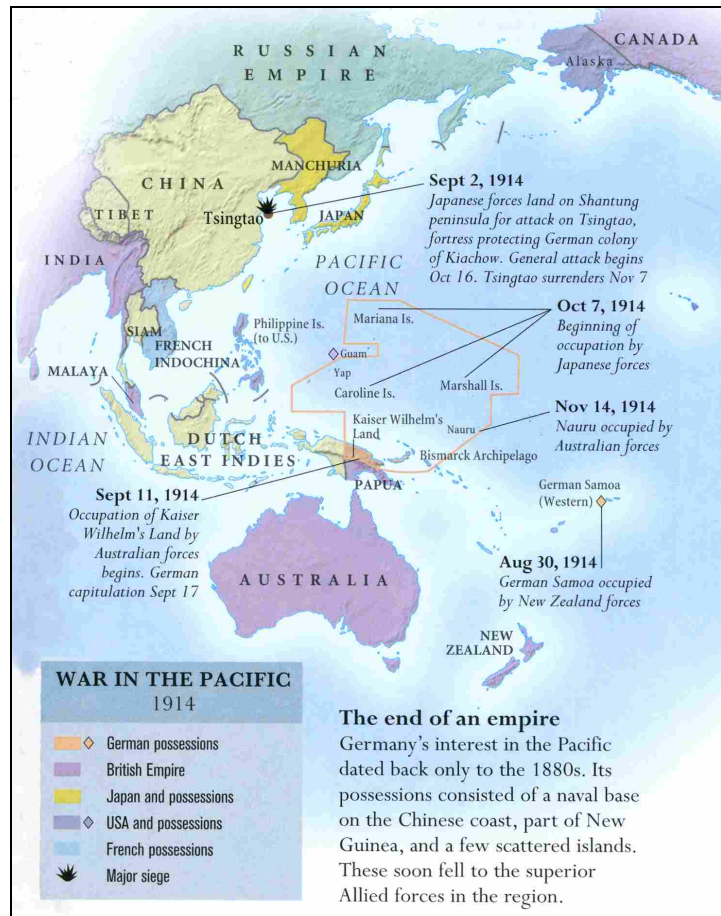 RUSSIAN
EMPIRE
CANADA
Alaska
MANCHURIA
CHINA
TIBET
Tsingtao
JAPAN
INDIA
Sept 2, 1914
Japanese forces land on Shantung
peninsula for attack on Tsingtao,
fortress protecting German colony
of Kiachow. General attack begins
Oct 16. Tsingtao surrenders Nov 7
PACIFIC
OCEAN
Mariana Is.
Oct 7, 1914
Beginning of
occupation by
Japanese forces
SIAM
FRENCH
INDOCHINA
Philippine Is.
(to U.S.)
Guam
Yap
Caroline Is.
Marshall Is.
MALAYA
Kaiser Wilhelm's
Land
Nauru
Nov 14, 1914
Nauru occupied by
Australian forces
INDIAN
OCEAN
DUTCH
EAST INDIES
Bismarck Archipelago
PAPUA
German Samoa
(Western)
Sept 11, 1914
Occupation of Kaiser
Wilhelm's Land by
Australian forces
begins. German
capitulation Sept 17
Aug 30, 1914
German Samoa occupied
by New Zealand forces
AUSTRALIA
NEW
ZEALAND
WAR IN THE PACIFIC
1914
German possessions
British Empire
Japan and possessions
USA and possessions
French possessions
Major siege
The end of an empire
Germany's interest in the Pacific
dated back only to the 1880s. Its
possessions consisted of a naval base
on the Chinese coast, part of New
Guinea, and a few scattered islands.
These soon fell to the superior
Allied forces in the region.